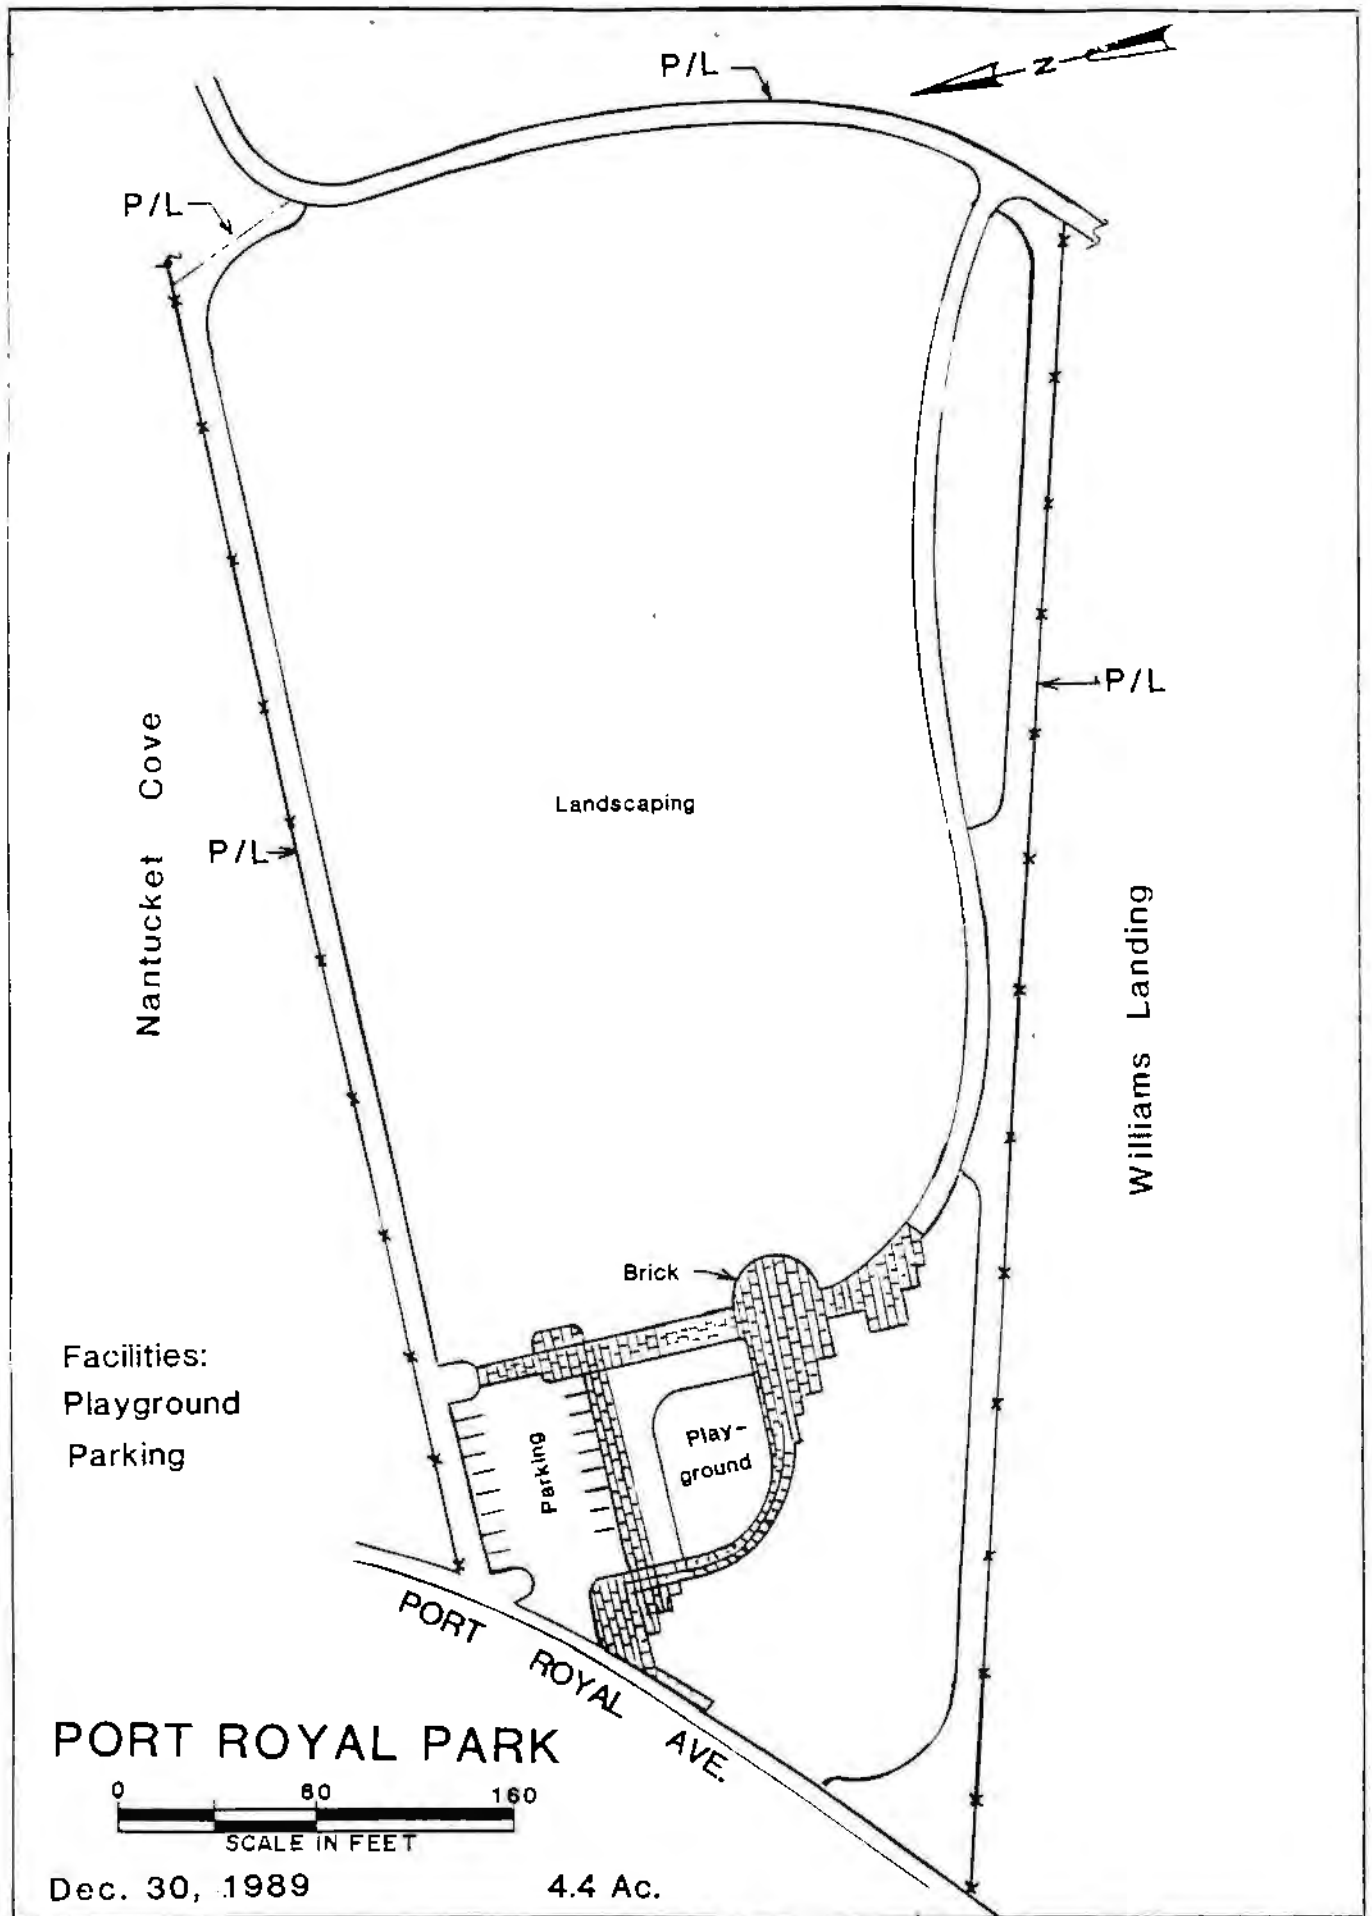 P/L
N
P/L
P/L
Nantucket Cove
Landscaping
P/L
Williams Landing
Brick
Facilities:
Playground
Parking
Parking
Play-
ground
PORT ROYAL AVE.
PORT ROYAL PARK
0 80 160
SCALE IN FEET
Dec. 30, 1989
4.4 Ac.